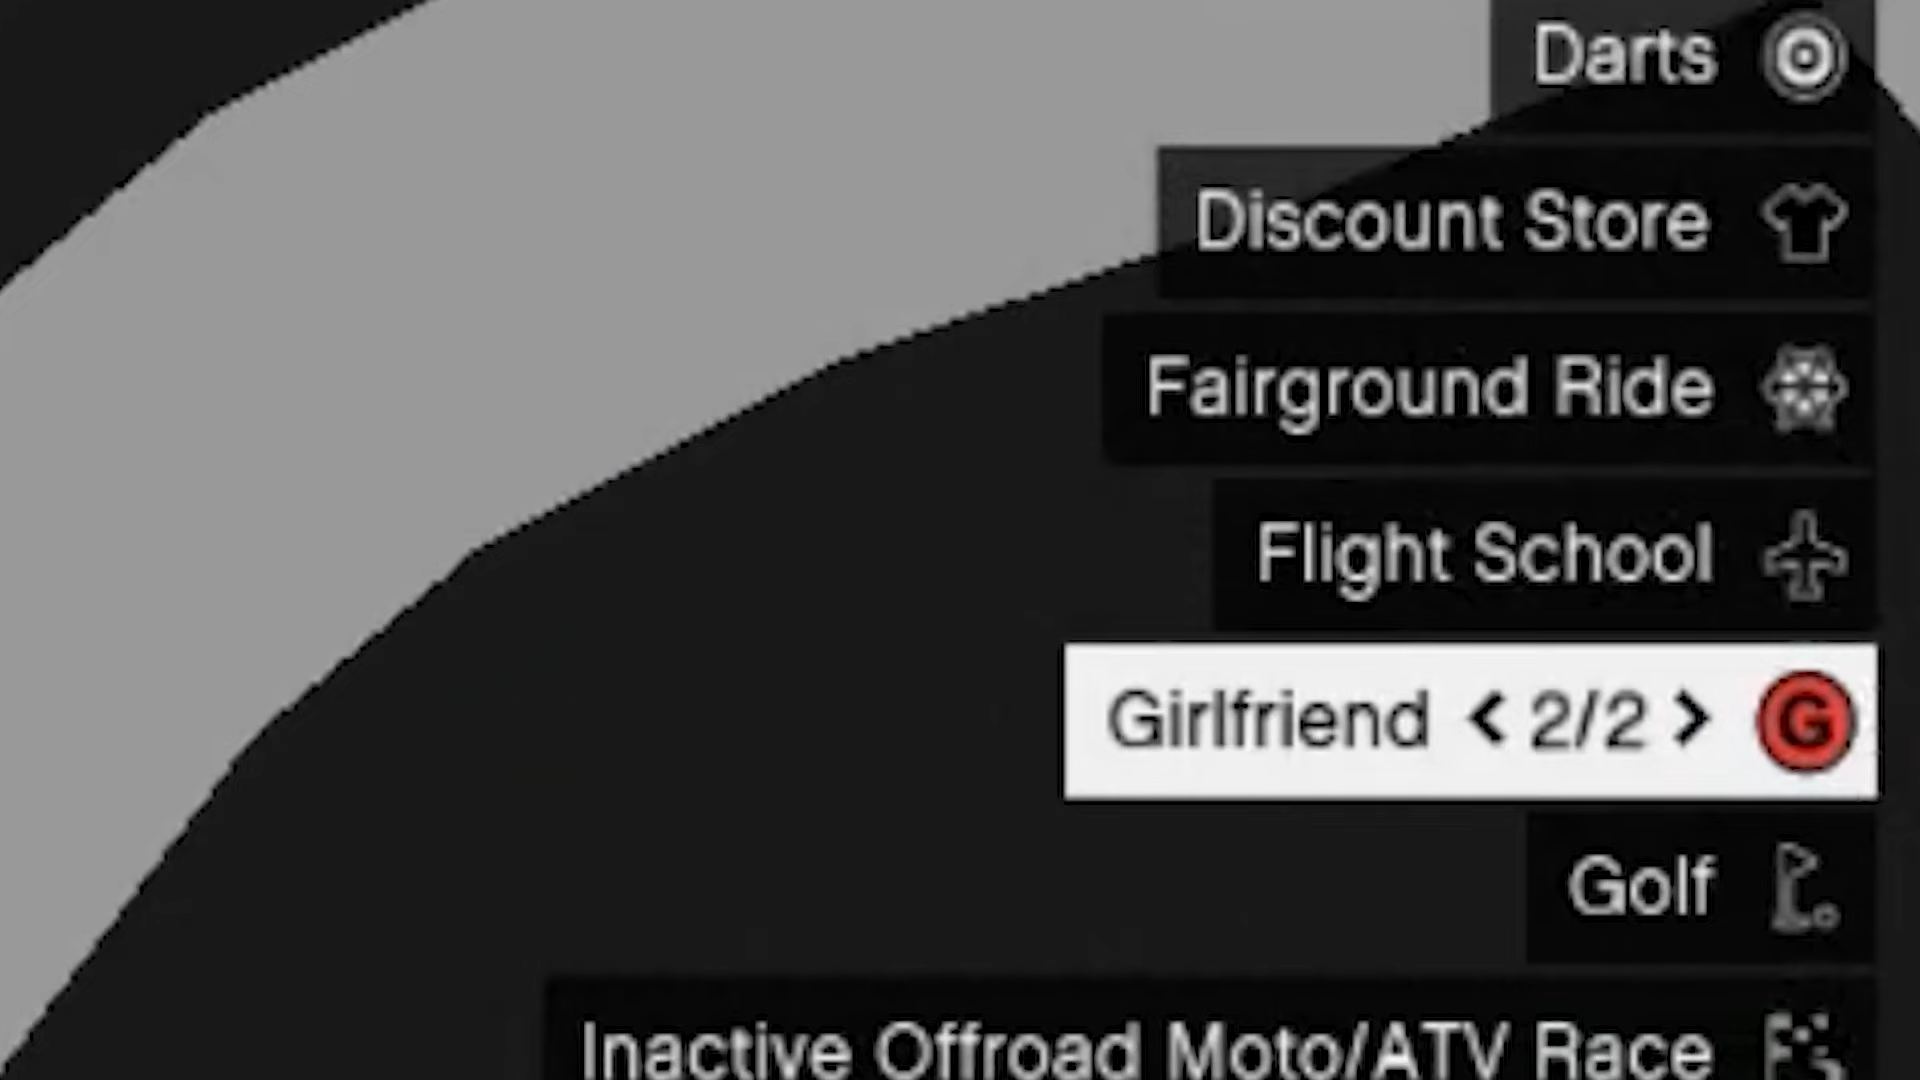 Darts
Discount Store
Fairground Ride
Flight School
Girlfriend < 2/2 > G
Golf
Inactive Offroad Moto/ATV Race